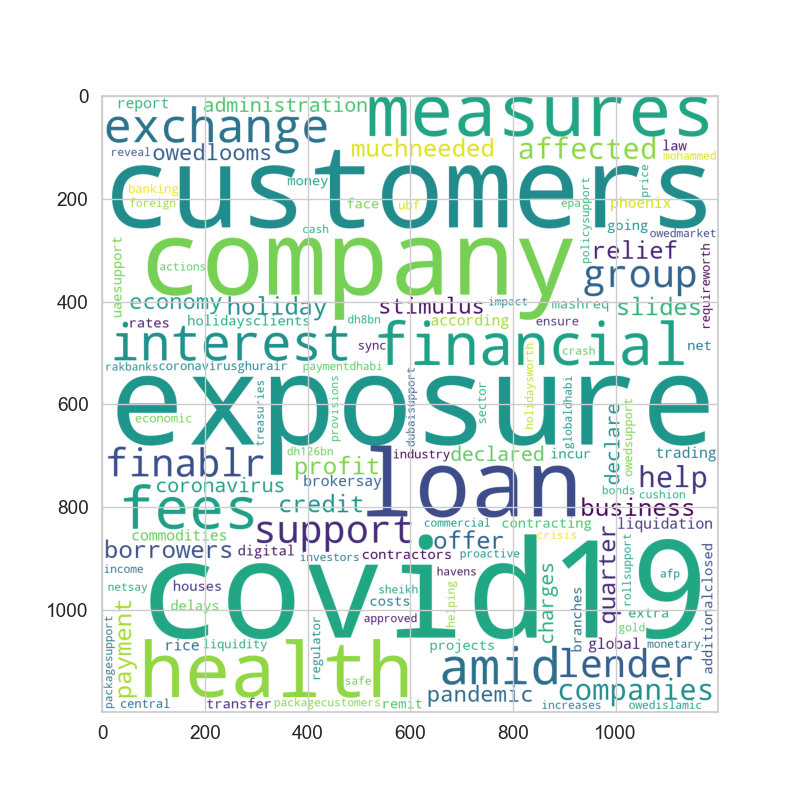 0
report
administration
measures
exchange
muchneeded
affected
law
reveal
owedlooms
mohammed
customers
banking
money
price
200
foreign
face
ubf
epa
policysupport
phoenix
cash
going
owedmarket
uaesupport
company
relief
requireworth
actions
group
400
economy
holiday
stimulus
impact
mashreq
slides
rates
holidaysclients
dh8bn
according
ensure
interest
sync
financial
crash
net
rakbankscoronavirusghurair
paymentdhabi
holidaysworth
exposure
treasuries
provisions
dubaisupport
sector
globaldhabi
600
economic
declare
owedsupport
finablr
dh126bn
profit
industry
declared
incur
trading
loan
coronavirus
brokersay
help
bonds
cushion
800
fees
credit
business
support
commercial
contracting
liquidation
commodities
offer
crisis
quarter
rollsupport
borrowers
digital
investors
contractors
proactive
additionalclosed
income
covid19
havens
afp
netsay
houses
sheikh
helping
charges
branches
delays
costs
1000
payment
approved
extra
gold
packagesupport
rice
liquidity
regulator
projects
global
monetary
health
amid
lender
safe
pandemic
companies
central
transfer
packagecustomers
remit
increases
owedislamic
0 200 400 600 800 1000